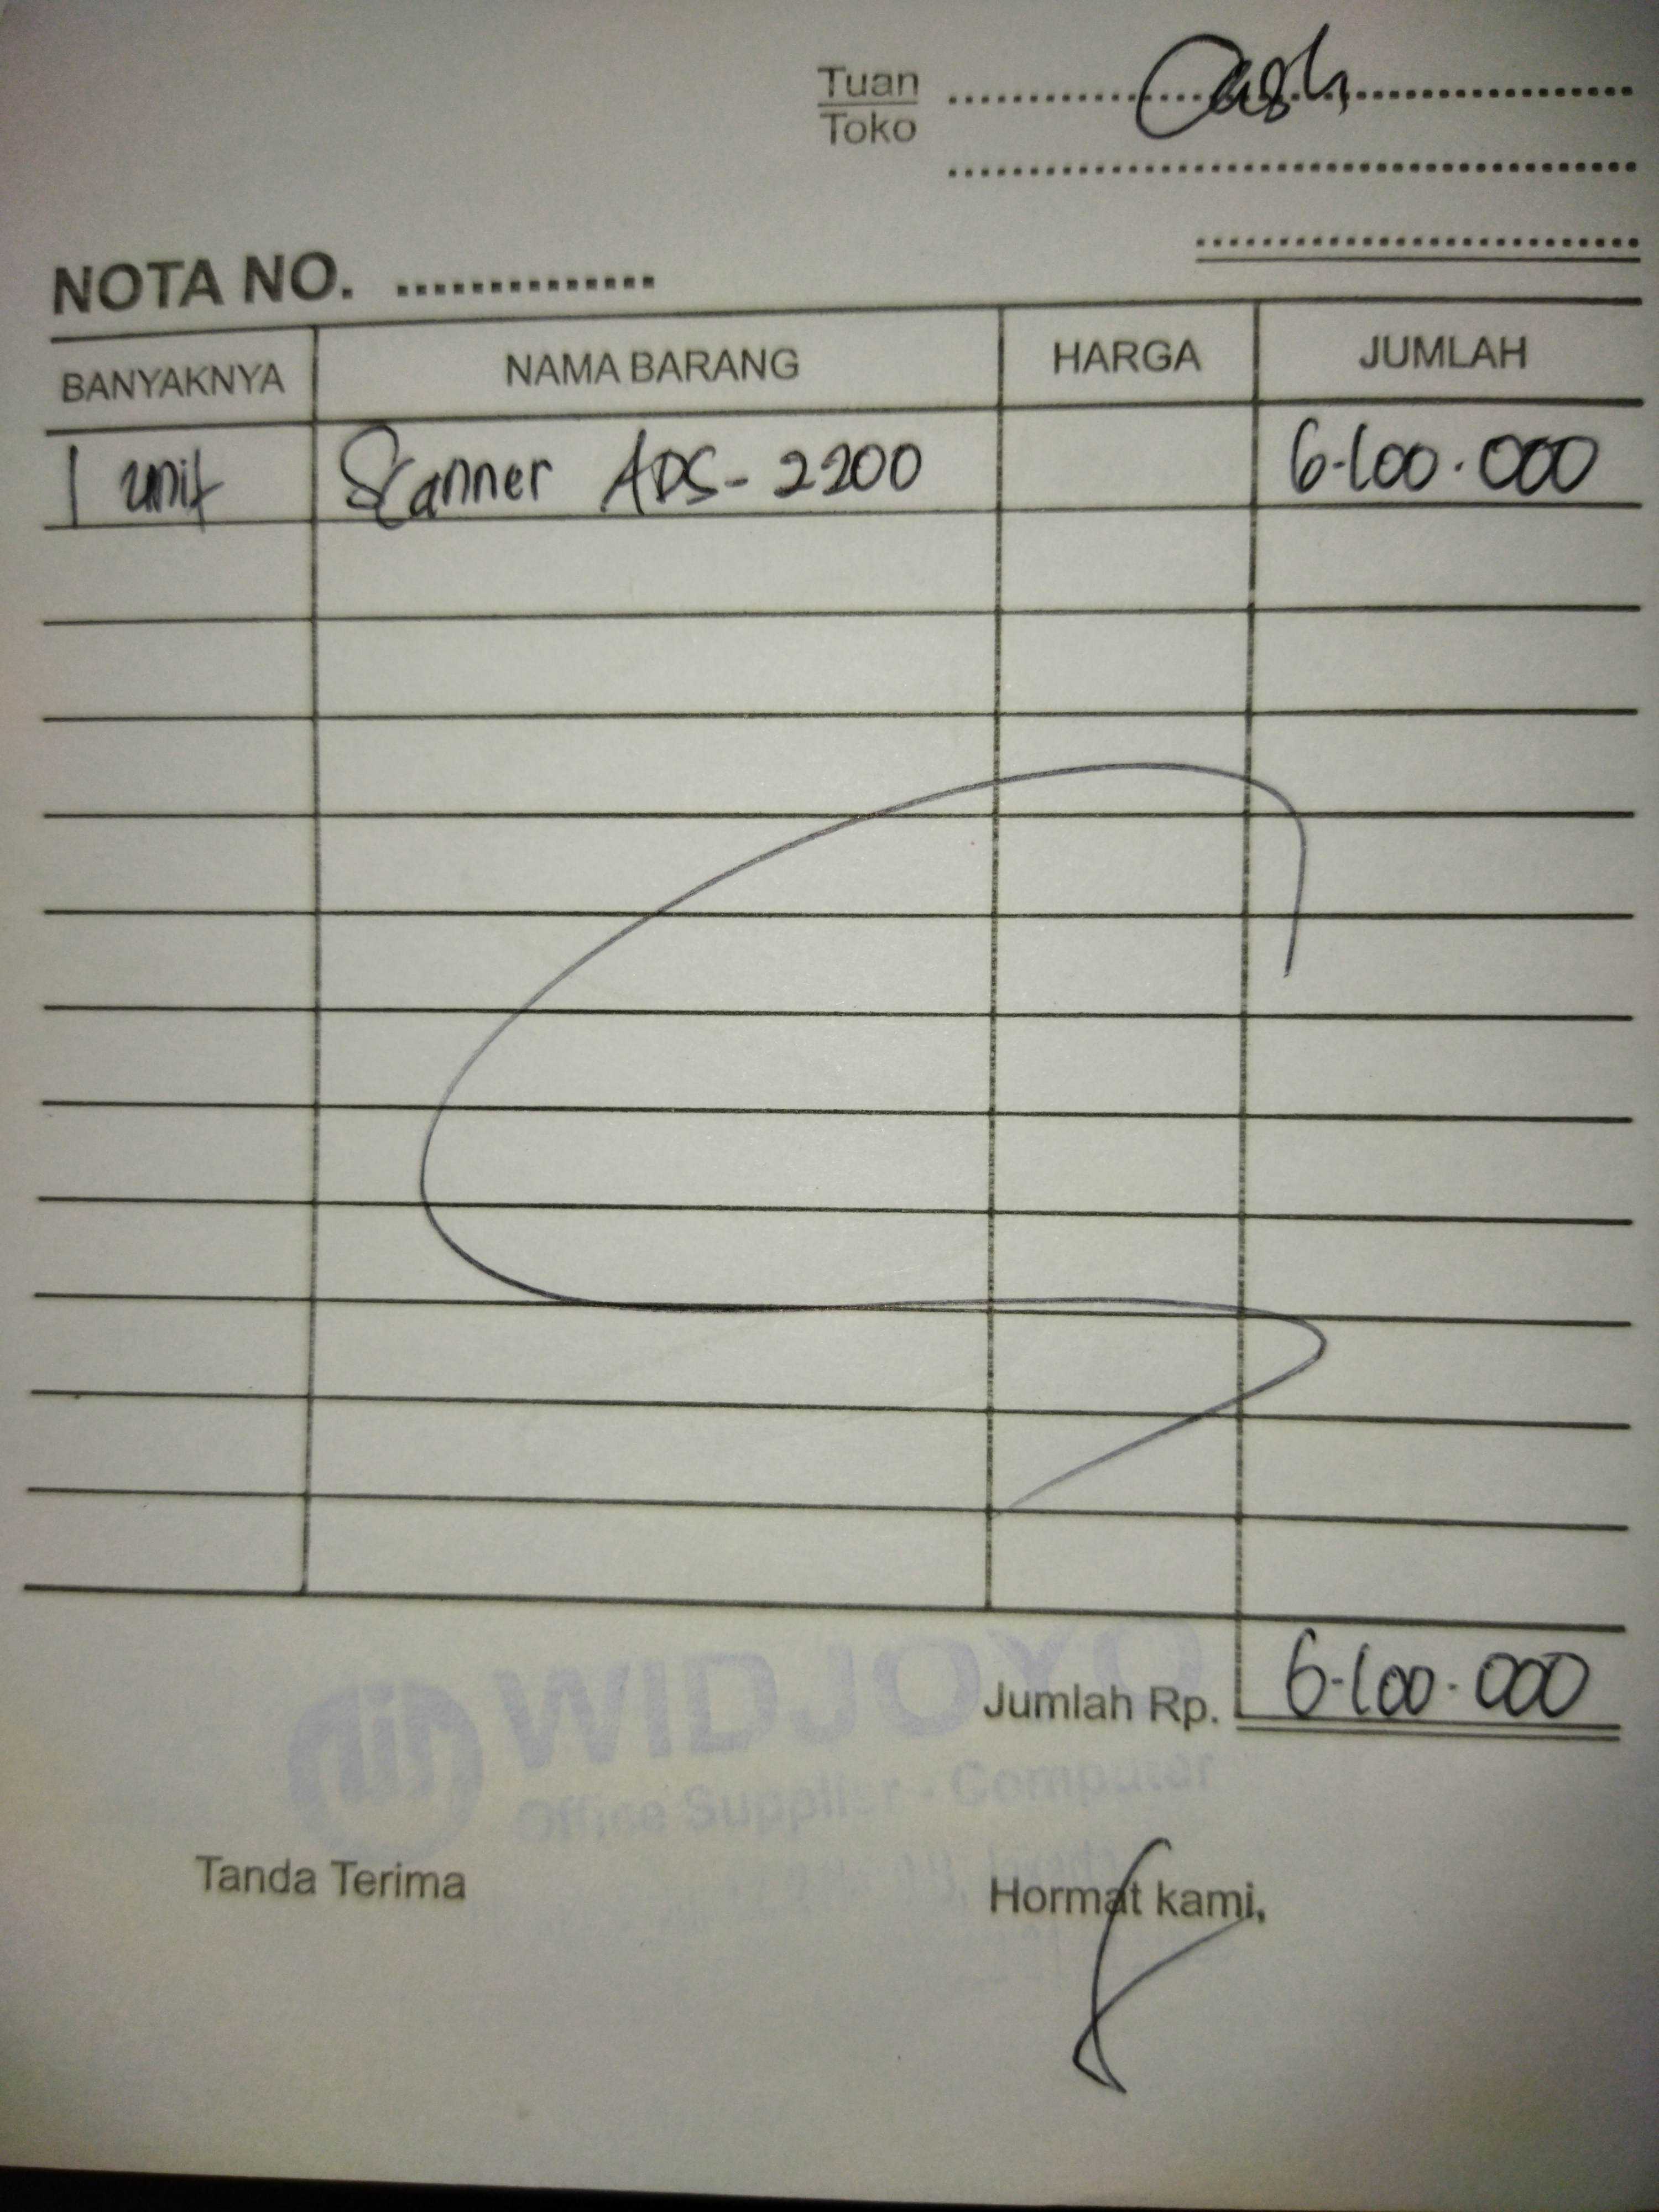 Tuan Cash
Toko
NOTA NO.
BANYAKNYA NAMA BARANG HARGA JUMLAH
1 unit Scanner ADS-2200 6.100.000
Jumlah Rp. 6.100.000
WIDJOYO
Office Supplier - Computer
Tanda Terima Hormat kami,